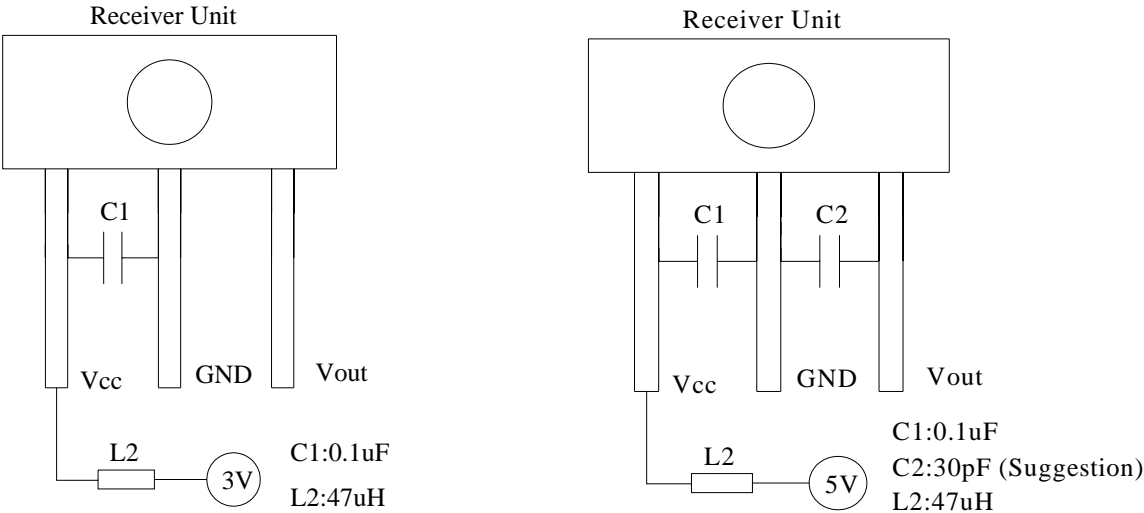 Receiver Unit
C1
Vcc
GND
Vout
L2
3V
C1:0.1uF
L2:47uH
Receiver Unit
C1
C2
Vcc
GND
Vout
L2
5V
C1:0.1uF
C2:30pF (Suggestion)
L2:47uH